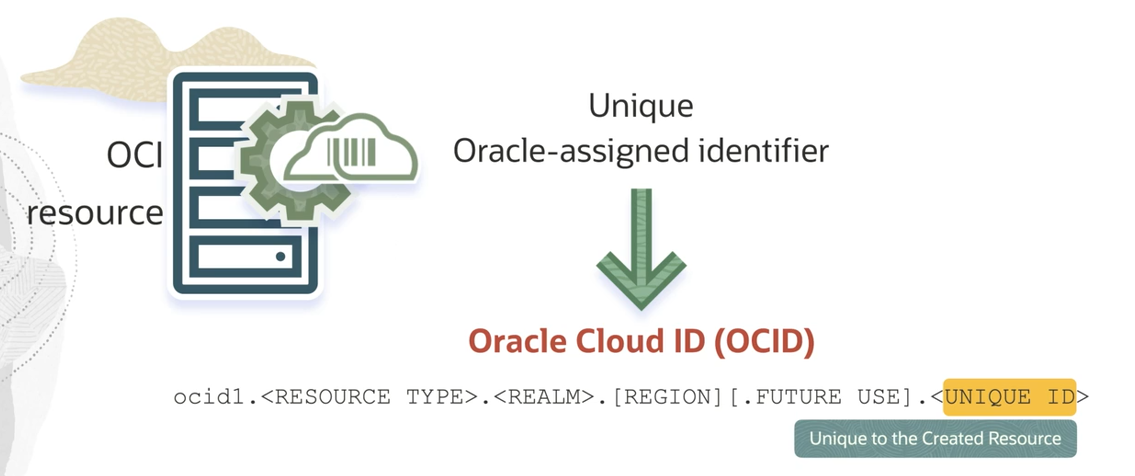 OCI
resource
Unique
Oracle-assigned identifier
Oracle Cloud ID (OCID)
ocid1.<RESOURCE TYPE>.<REALM>.[REGION][.FUTURE USE].<UNIQUE ID>
Unique to the Created Resource